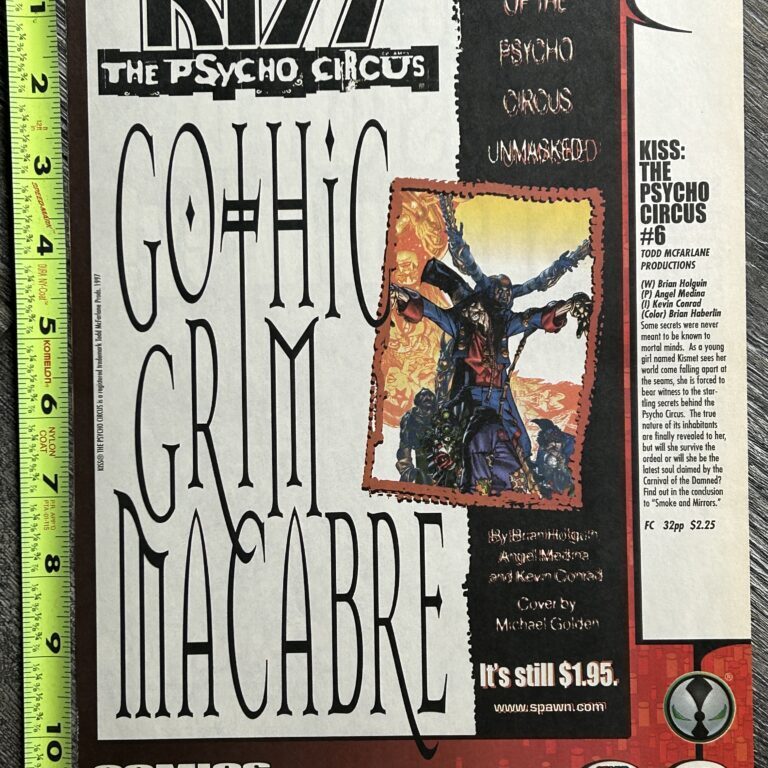 KISS
THE PSYCHO CIRCUS
GOTHIC
GRIM
MACABRE
KISS® THE PSYCHO CIRCUS is a registered trademark Todd McFarlane Prods. 1997
OF THE
PSYCHO
CIRCUS
UNMASKED
By Brian Holguin
Angel Medina
and Kevin Conrad
Cover by
Michael Golden
It's still $1.95.
www.spawn.com
KISS:
THE
PSYCHO
CIRCUS
#6
TODD MCFARLANE
PRODUCTIONS
(W) Brian Holguin
(P) Angel Medina
(I) Kevin Conrad
(Color) Brian Haberlin
Some secrets were never
meant to be known to
mortal minds. As a young
girl named Kismet sees her
world come falling apart at
the seams, she is forced to
bear witness to the star-
tling secrets behind the
Psycho Circus. The true
nature of its inhabitants
are finally revealed to her,
but will she survive the
ordeal or will she be the
latest soul claimed by the
Carnival of the Damned?
Find out in the conclusion
to "Smoke and Mirrors."
FC 32pp $2.25
®
COMICS
1
2
3
4
5
KOMELON®
6
NYLON
COAT
7
8
9
10